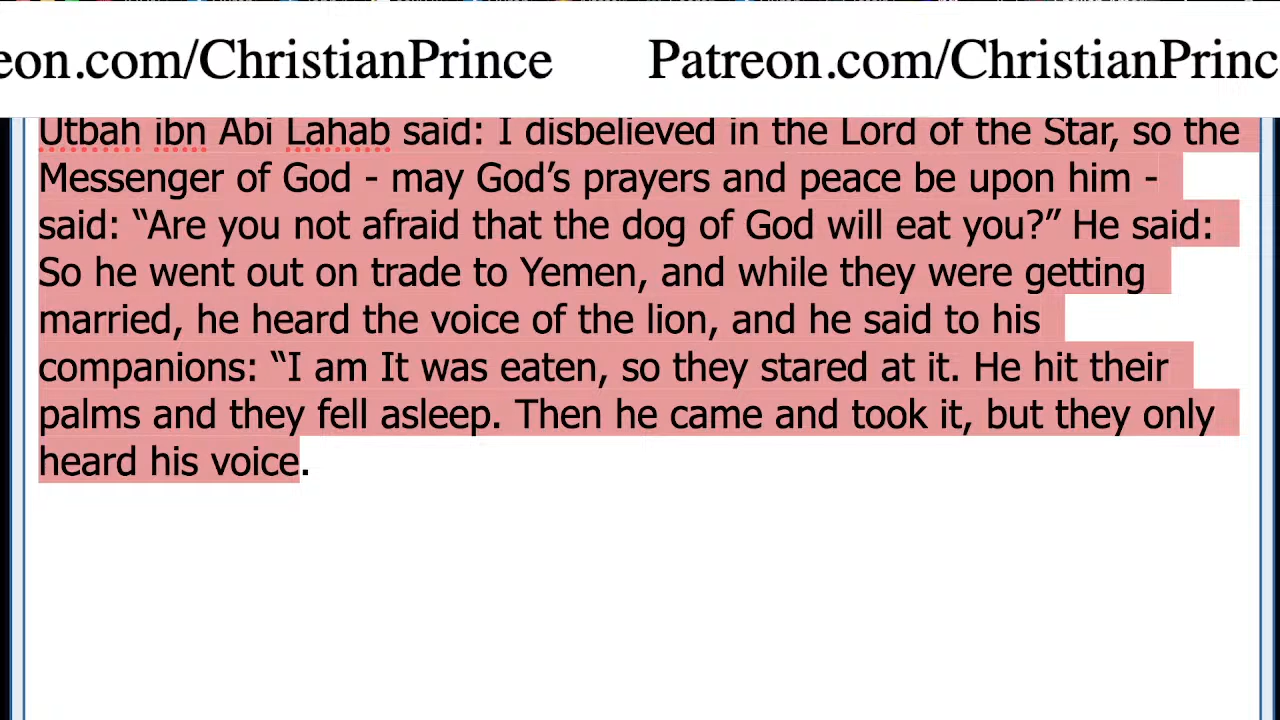 eon.com/ChristianPrince Patreon.com/ChristianPrinc
Utbah ibn Abi Lahab said: I disbelieved in the Lord of the Star, so the
Messenger of God - may God’s prayers and peace be upon him -
said: “Are you not afraid that the dog of God will eat you?” He said:
So he went out on trade to Yemen, and while they were getting
married, he heard the voice of the lion, and he said to his
companions: “I am It was eaten, so they stared at it. He hit their
palms and they fell asleep. Then he came and took it, but they only
heard his voice.